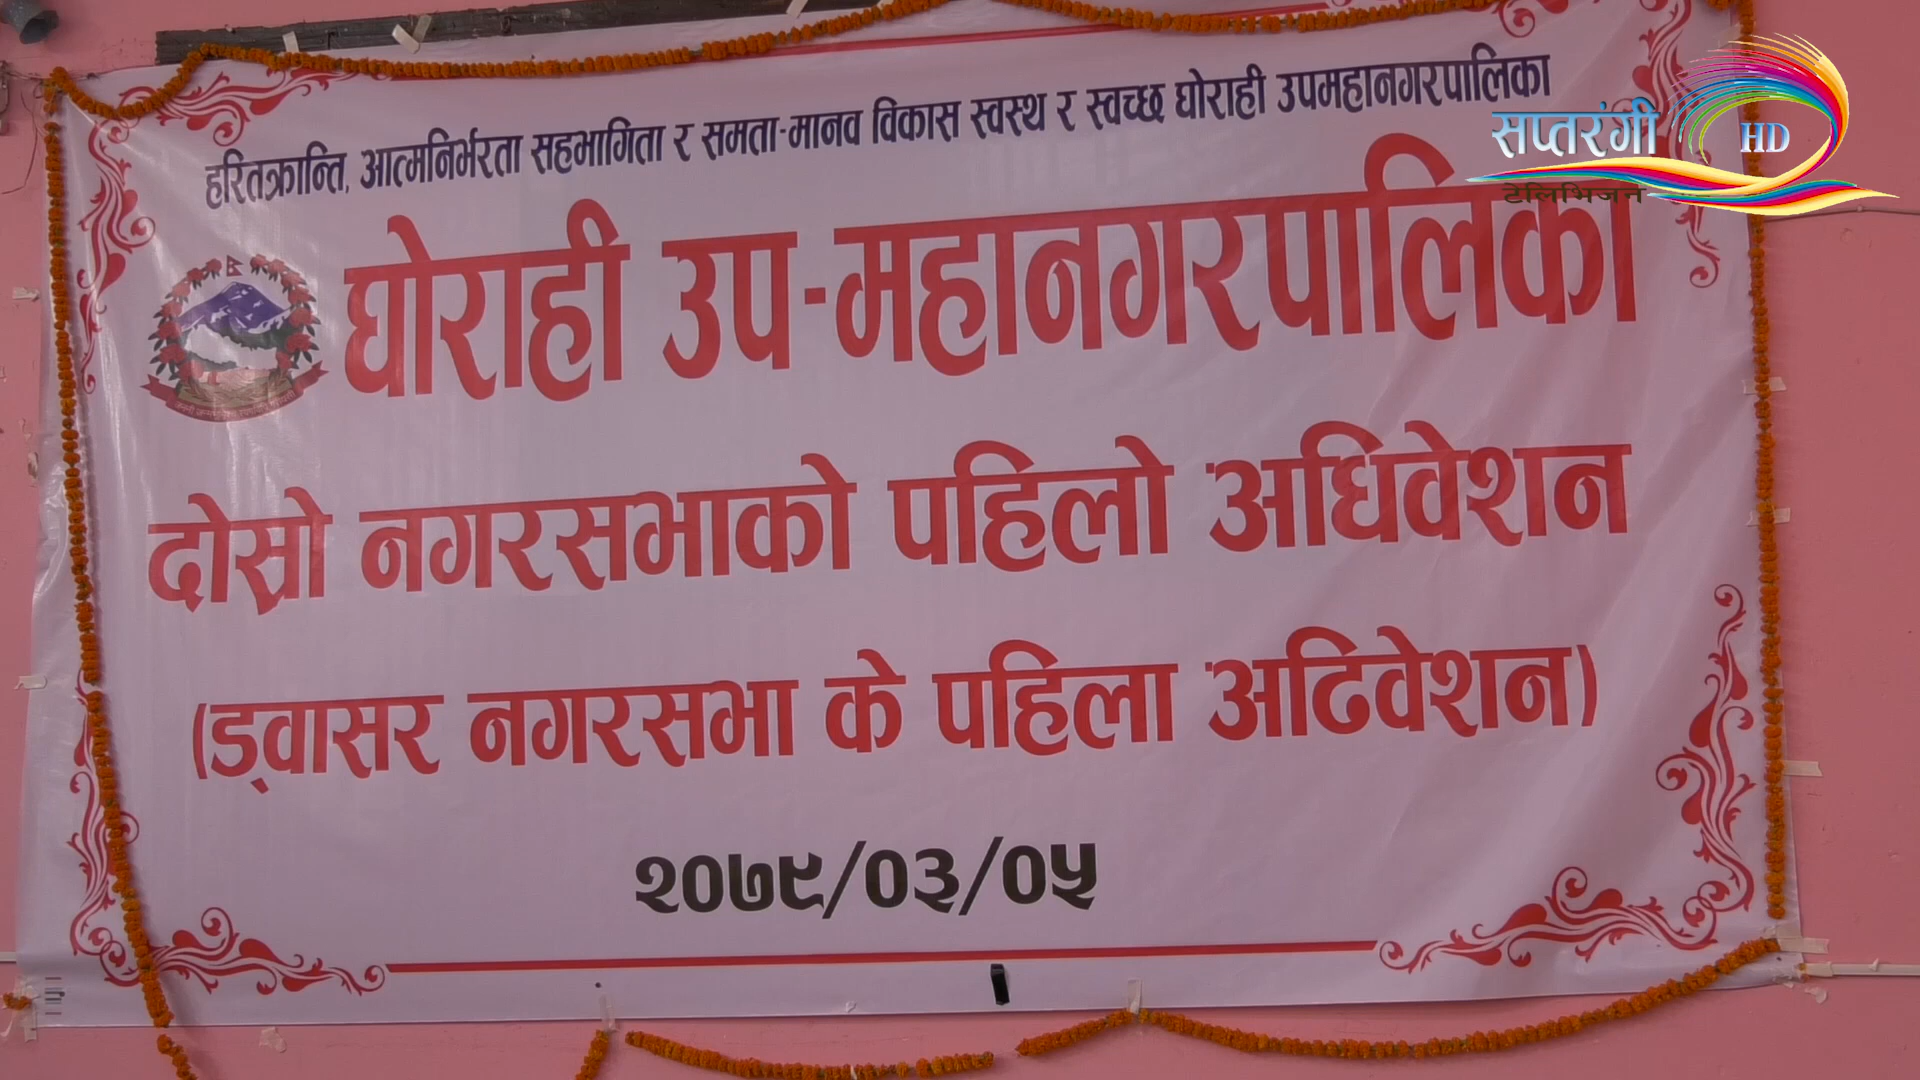 हरितक्रान्ति, आत्मनिर्भरता सहभागिता र समता-मानव विकास स्वस्थ र स्वच्छ घोराही उपमहानगरपालिका
सप्तरंगी HD
टेलिभिजन
घोराही उप-महानगरपालिका
दोस्रो नगरसभाको पहिलो अधिवेशन
(ड्वासर नगरसभा के पहिला अढिवेशन)
२०७९/०३/०५